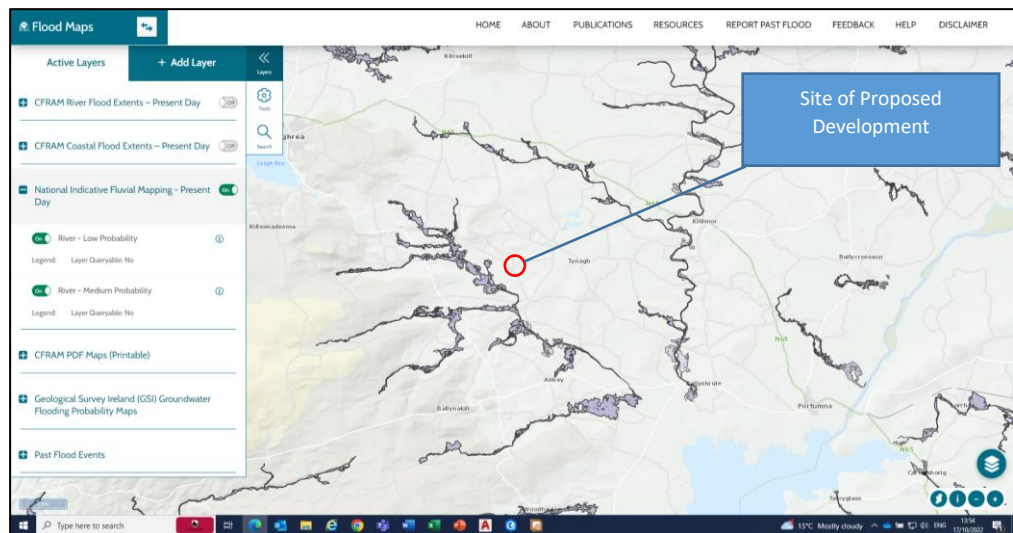 Flood Maps
HOME ABOUT PUBLICATIONS RESOURCES REPORT PAST FLOOD FEEDBACK HELP DISCLAIMER
Active Layers
+ Add Layer
Layers
Tools
Search
CFRAM River Flood Extents – Present Day
Off
CFRAM Coastal Flood Extents – Present Day
Off
National Indicative Fluvial Mapping - Present
Day
On
On
River - Low Probability
Legend: Layer Queryable: No
On
River - Medium Probability
Legend: Layer Queryable: No
CFRAM PDF Maps (Printable)
Geological Survey Ireland (GSI) Groundwater
Flooding Probability Maps
Past Flood Events
Site of Proposed
Development
Killimor
Tynagh
Abbey
Ballynakill
Portumna
N65
N65
Type here to search
15°C Mostly cloudy
ENG
13:54
17/10/2022